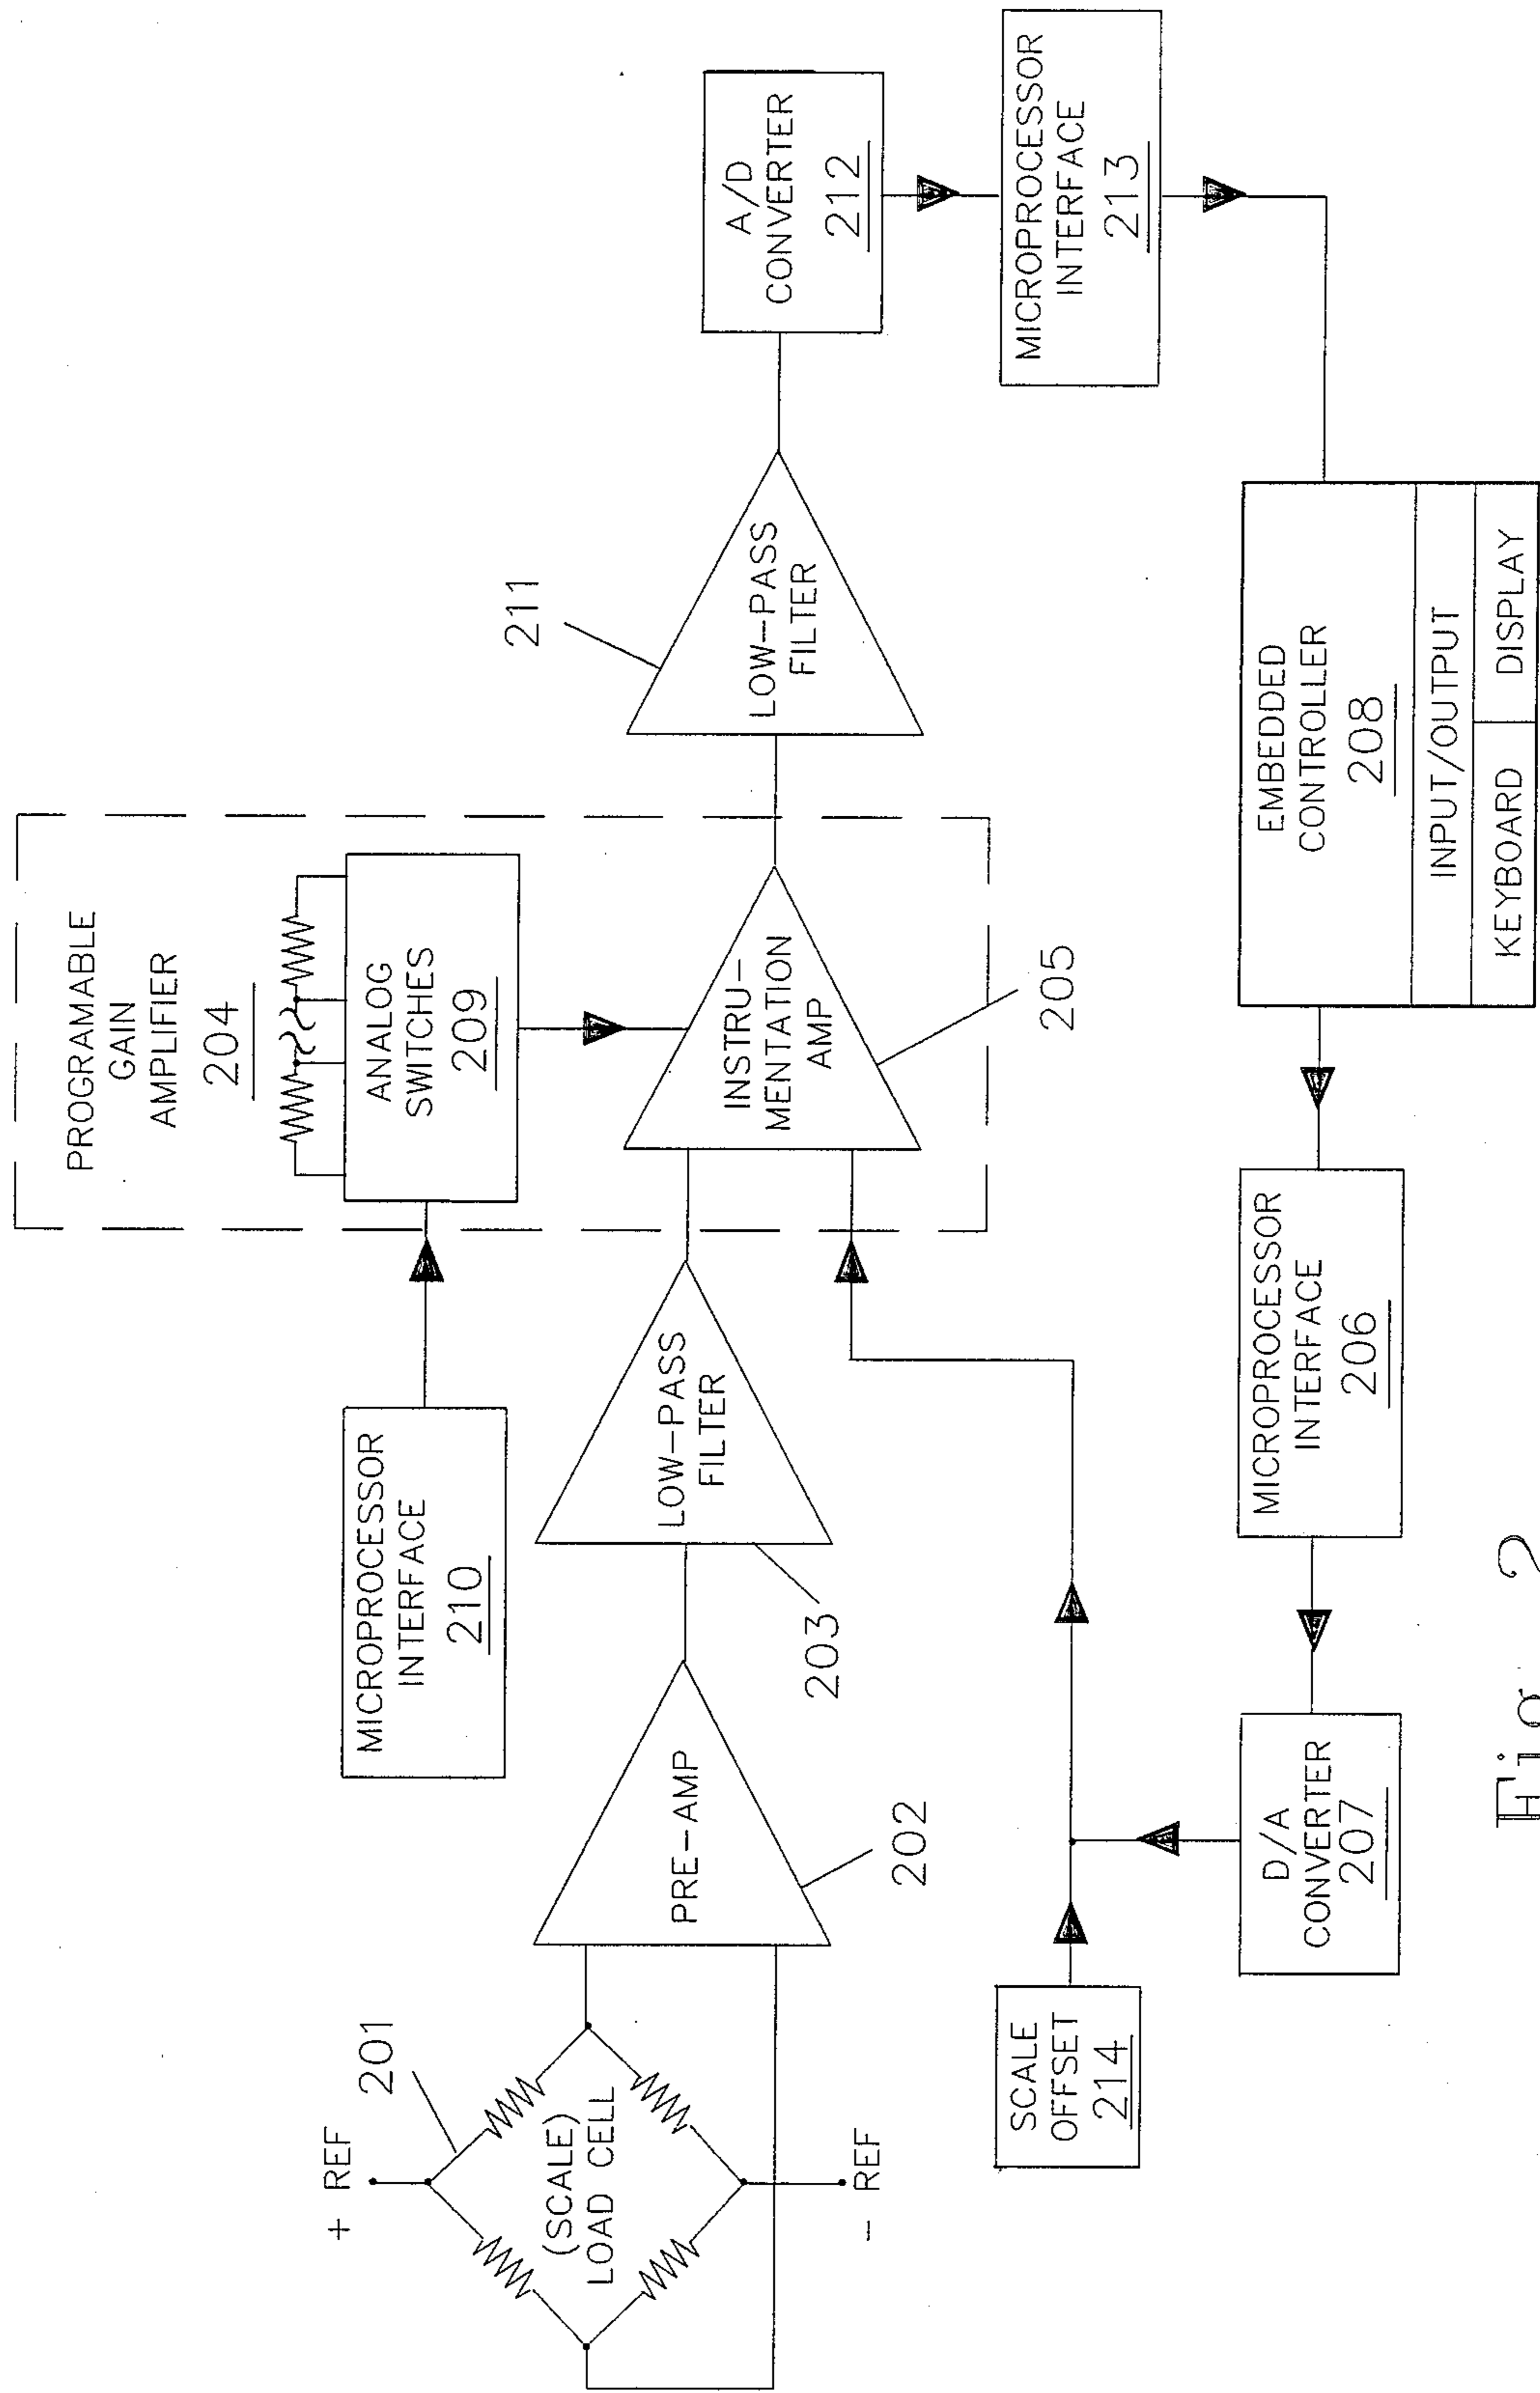 PROGRAMABLE
GAIN
AMPLIFIER
204
MICROPROCESSOR
INTERFACE
210
ANALOG
SWITCHES
209
+ REF
201
(SCALE)
LOAD CELL
- REF
PRE-AMP
202
LOW-PASS
FILTER
203
INSTRU-
MENTATION
AMP
205
211
LOW-PASS
FILTER
A/D
CONVERTER
212
MICROPROCESSOR
INTERFACE
213
SCALE
OFFSET
214
D/A
CONVERTER
207
MICROPROCESSOR
INTERFACE
206
EMBEDDED
CONTROLLER
208
INPUT/OUTPUT
KEYBOARD
DISPLAY
Fig. 2